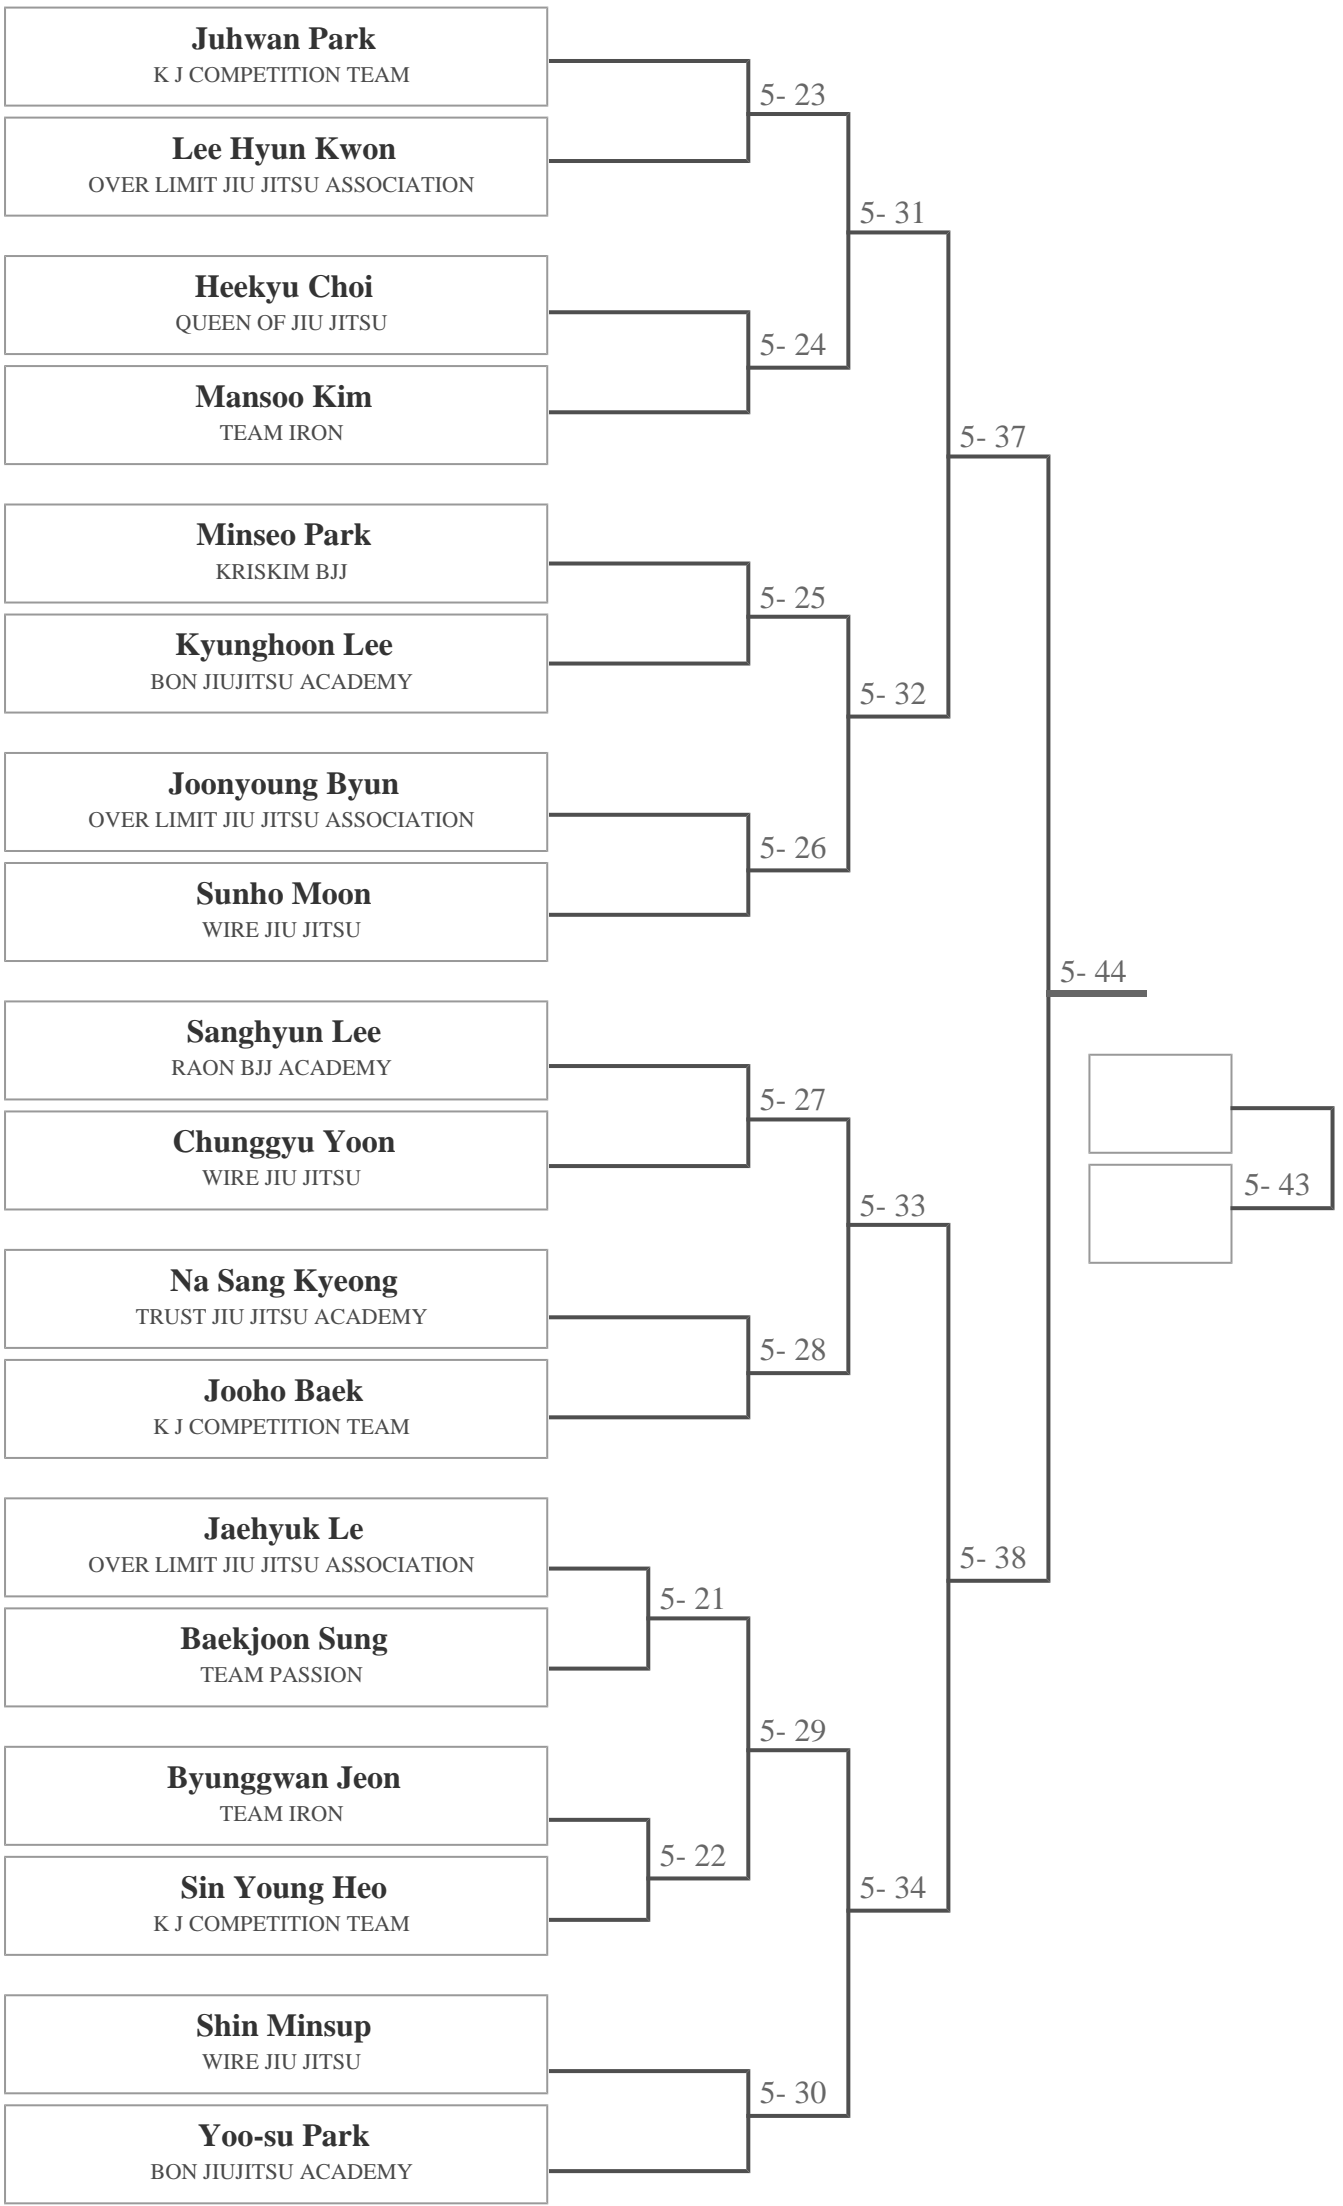 Juhwan Park
K J COMPETITION TEAM
5- 23
Lee Hyun Kwon
OVER LIMIT JIU JITSU ASSOCIATION
5- 31
Heekyu Choi
QUEEN OF JIU JITSU
5- 24
Mansoo Kim
TEAM IRON
5- 37
Minseo Park
KRISKIM BJJ
5- 25
Kyunghoon Lee
BON JIUJITSU ACADEMY
5- 32
Joonyoung Byun
OVER LIMIT JIU JITSU ASSOCIATION
5- 26
Sunho Moon
WIRE JIU JITSU
5- 44
Sanghyun Lee
RAON BJJ ACADEMY
5- 27
Chunggyu Yoon
WIRE JIU JITSU
5- 43
5- 33
Na Sang Kyeong
TRUST JIU JITSU ACADEMY
5- 28
Jooho Baek
K J COMPETITION TEAM
Jaehyuk Le
OVER LIMIT JIU JITSU ASSOCIATION
5- 38
5- 21
Baekjoon Sung
TEAM PASSION
5- 29
Byunggwan Jeon
TEAM IRON
5- 22
Sin Young Heo
K J COMPETITION TEAM
5- 34
Shin Minsup
WIRE JIU JITSU
5- 30
Yoo-su Park
BON JIUJITSU ACADEMY